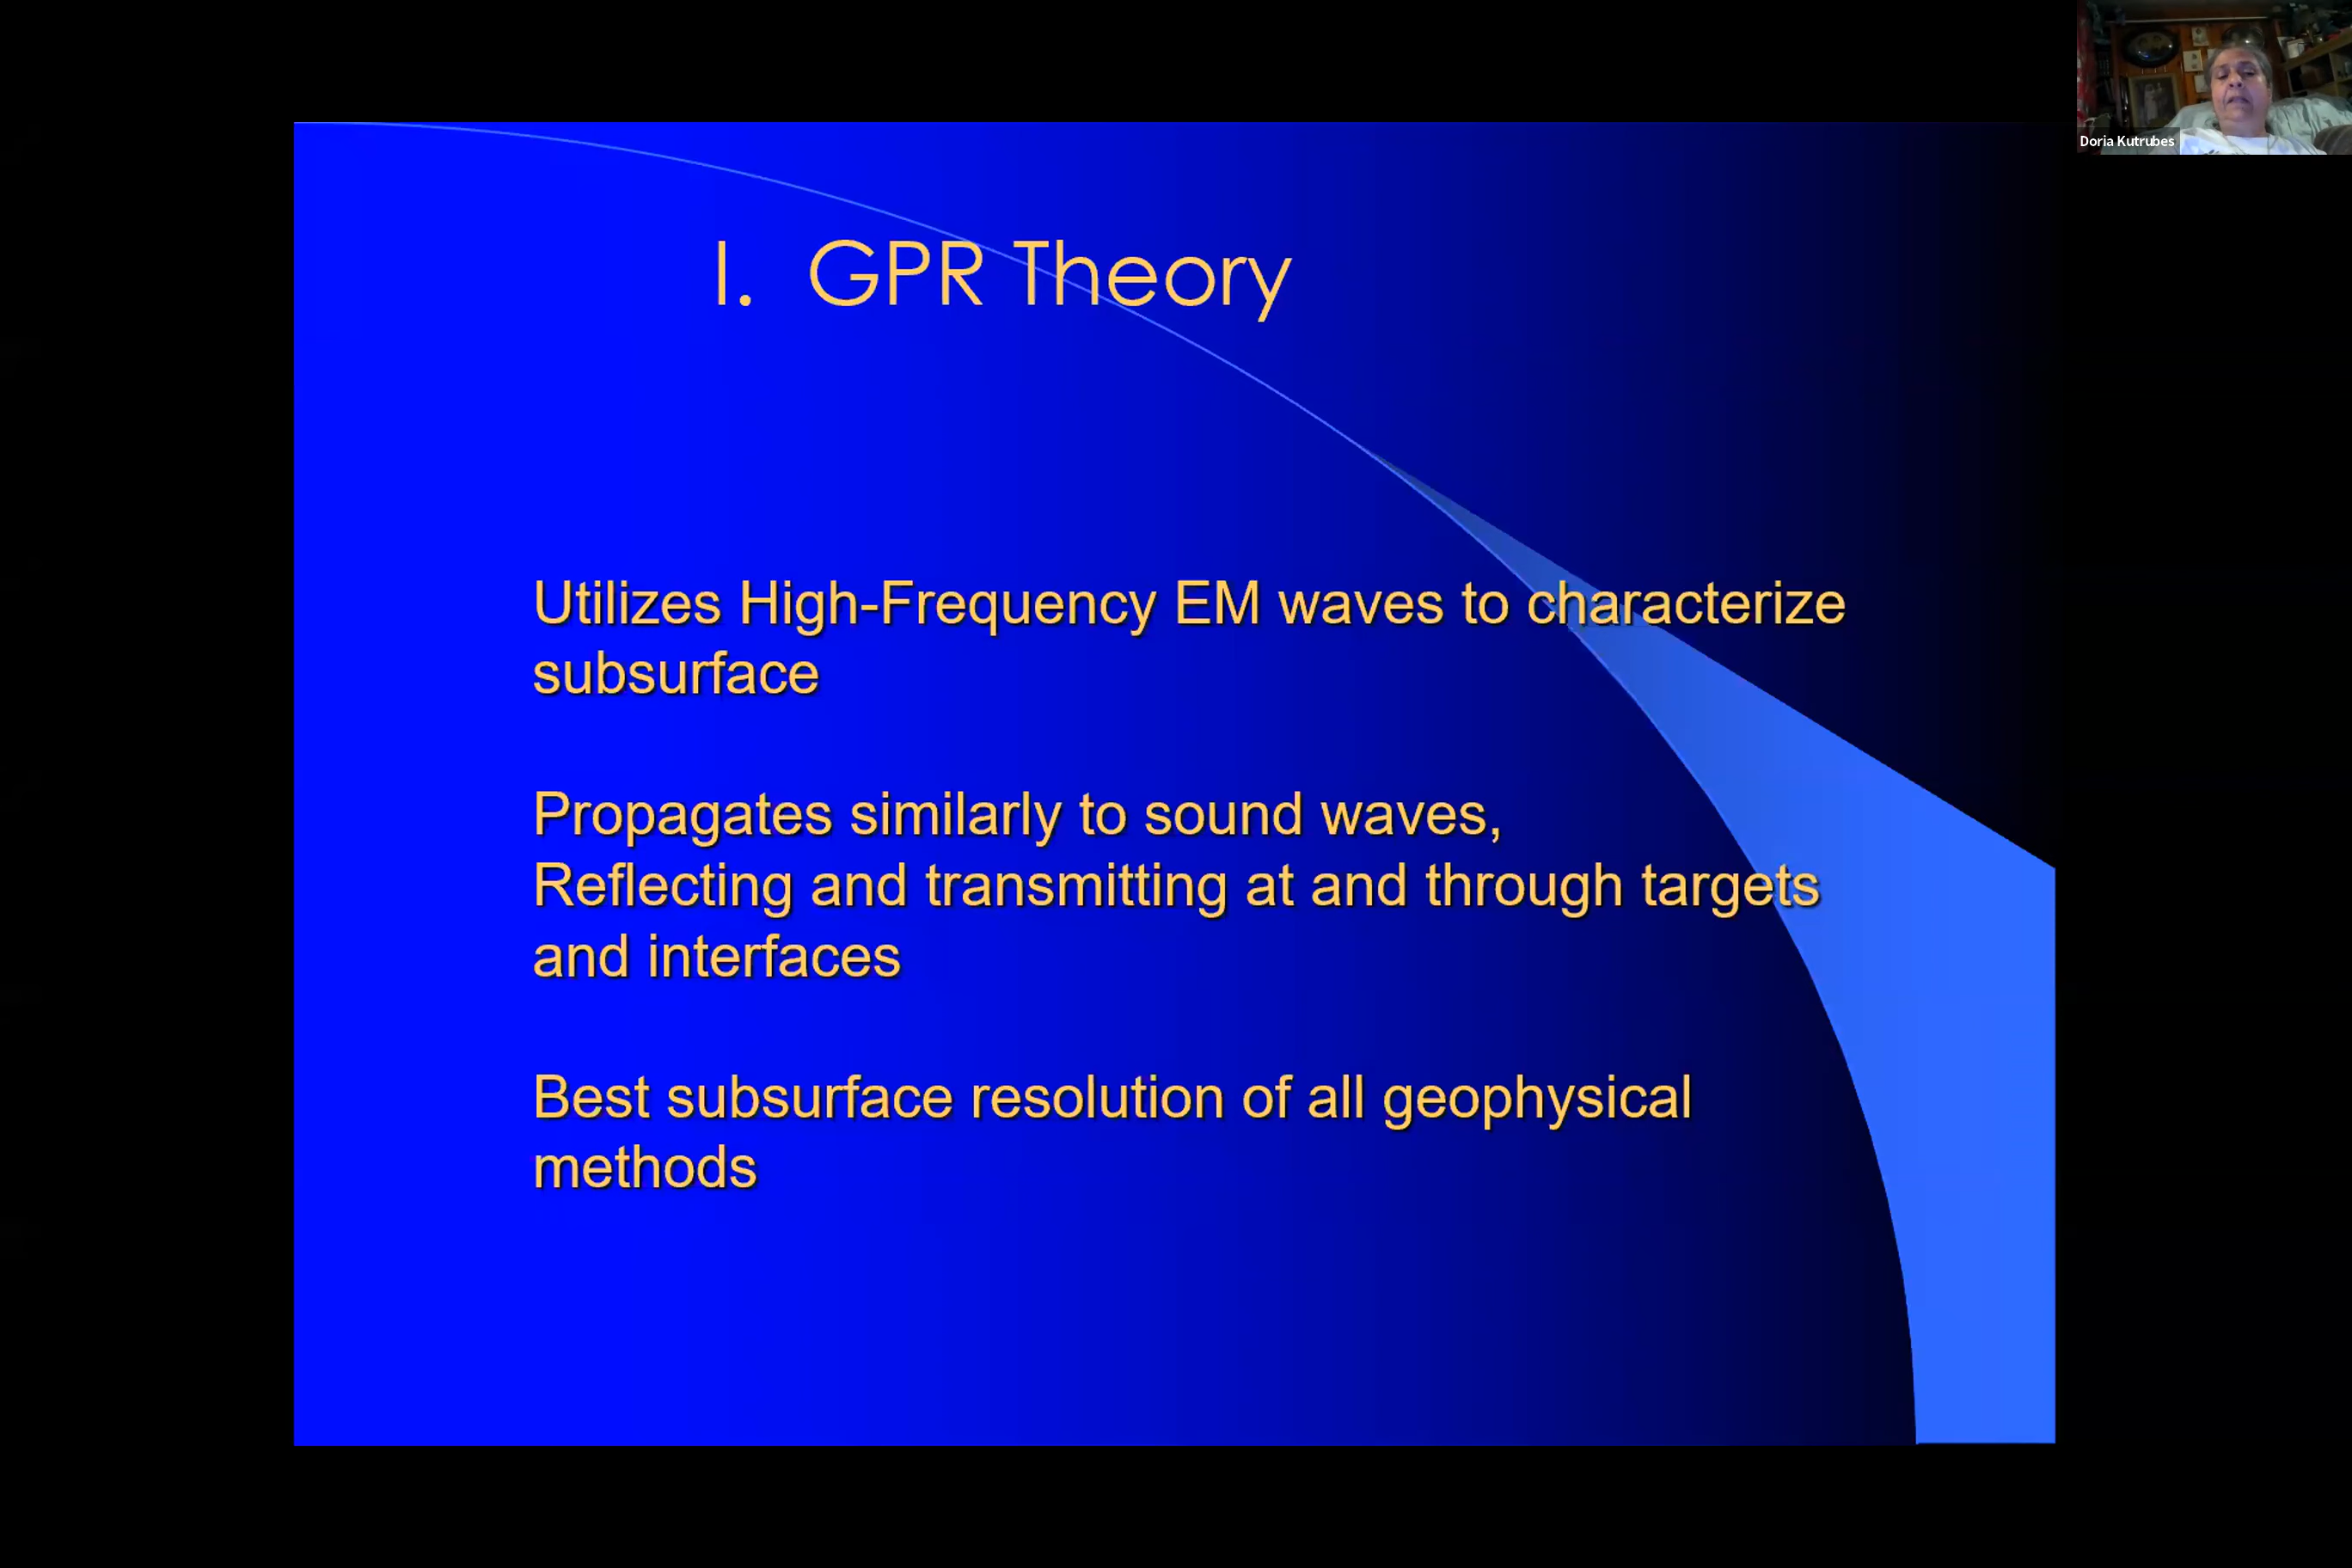 Doria Kutrubes
I. GPR Theory
Utilizes High-Frequency EM waves to characterize
subsurface
Propagates similarly to sound waves,
Reflecting and transmitting at and through targets
and interfaces
Best subsurface resolution of all geophysical
methods